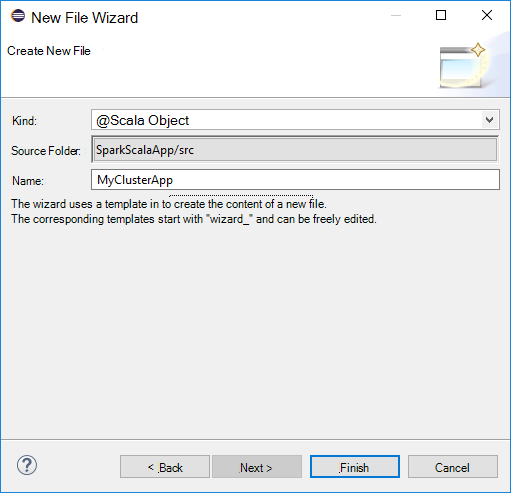 New File Wizard
Create New File
Kind:
@Scala Object
Source Folder:
SparkScalaApp/src
Name:
MyClusterApp
The wizard uses a template in to create the content of a new file.
The corresponding templates start with "wizard_" and can be freely edited.
?
< Back
Next >
Finish
Cancel